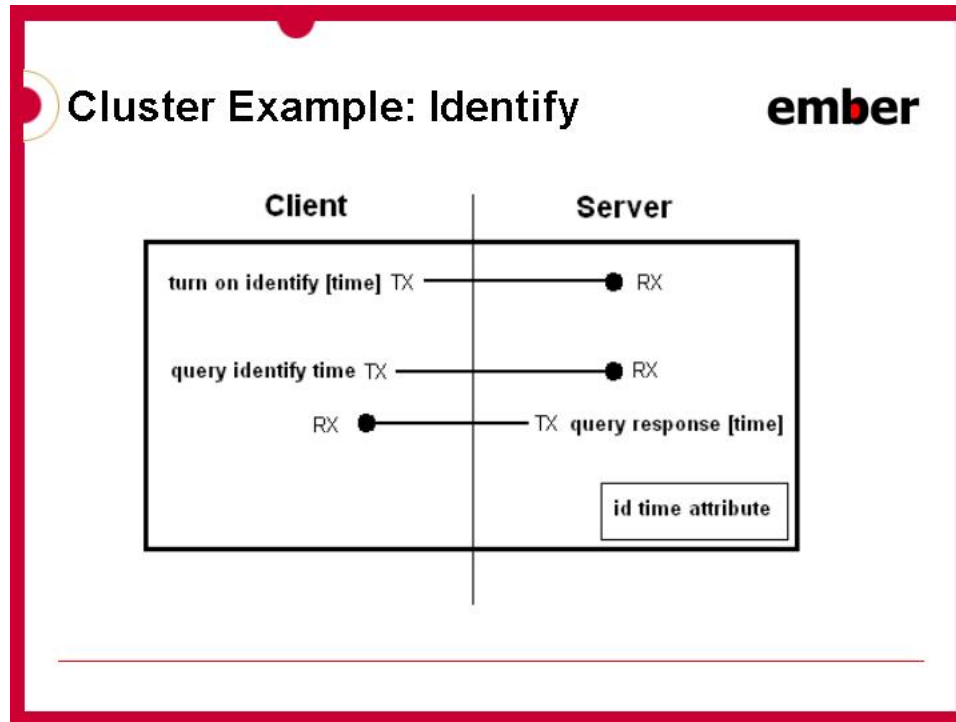 Cluster Example: Identify
ember
Client Server
turn on identify [time] TX RX
query identify time TX RX
RX TX query response [time]
id time attribute